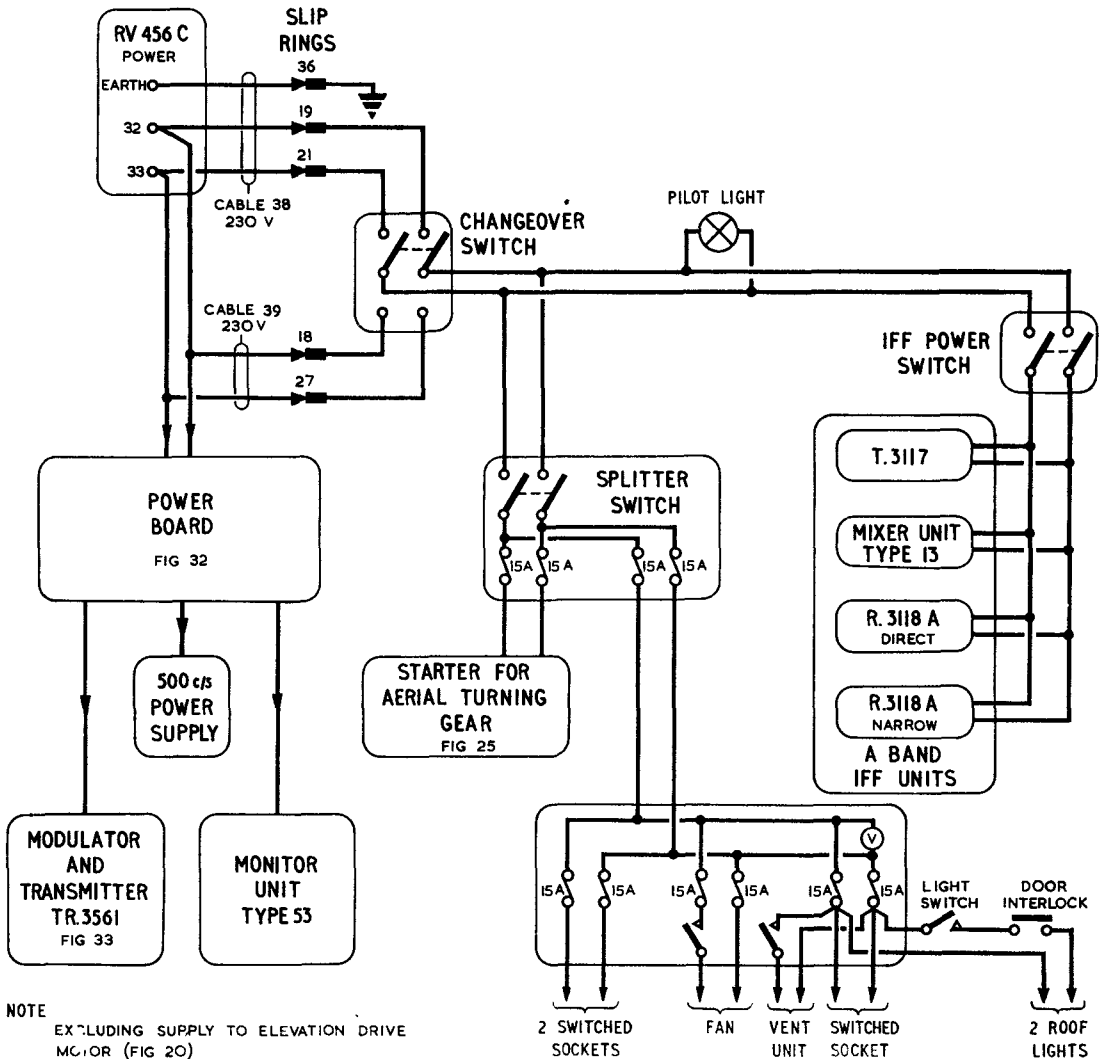 RV 456 C
POWER
EARTH
32
33
SLIP
RINGS
36
19
21
CABLE 38
230 V
CHANGEOVER
SWITCH
PILOT LIGHT
CABLE 39
230 V
18
27
IFF POWER
SWITCH
POWER
BOARD
FIG 32
SPLITTER
SWITCH
15A
15A
15A
15A
T.3117
MIXER UNIT
TYPE 13
R. 3118 A
DIRECT
R.3118 A
NARROW
A BAND
IFF UNITS
500 c/s
POWER
SUPPLY
STARTER FOR
AERIAL TURNING
GEAR
FIG 25
MODULATOR
AND
TRANSMITTER
TR.3561
FIG 33
MONITOR
UNIT
TYPE 53
V
15A
15A
15A
15A
15A
15A
LIGHT
SWITCH
DOOR
INTERLOCK
2 SWITCHED
SOCKETS
FAN
VENT
UNIT
SWITCHED
SOCKET
2 ROOF
LIGHTS
NOTE
EXCLUDING SUPPLY TO ELEVATION DRIVE
MOTOR (FIG 20)